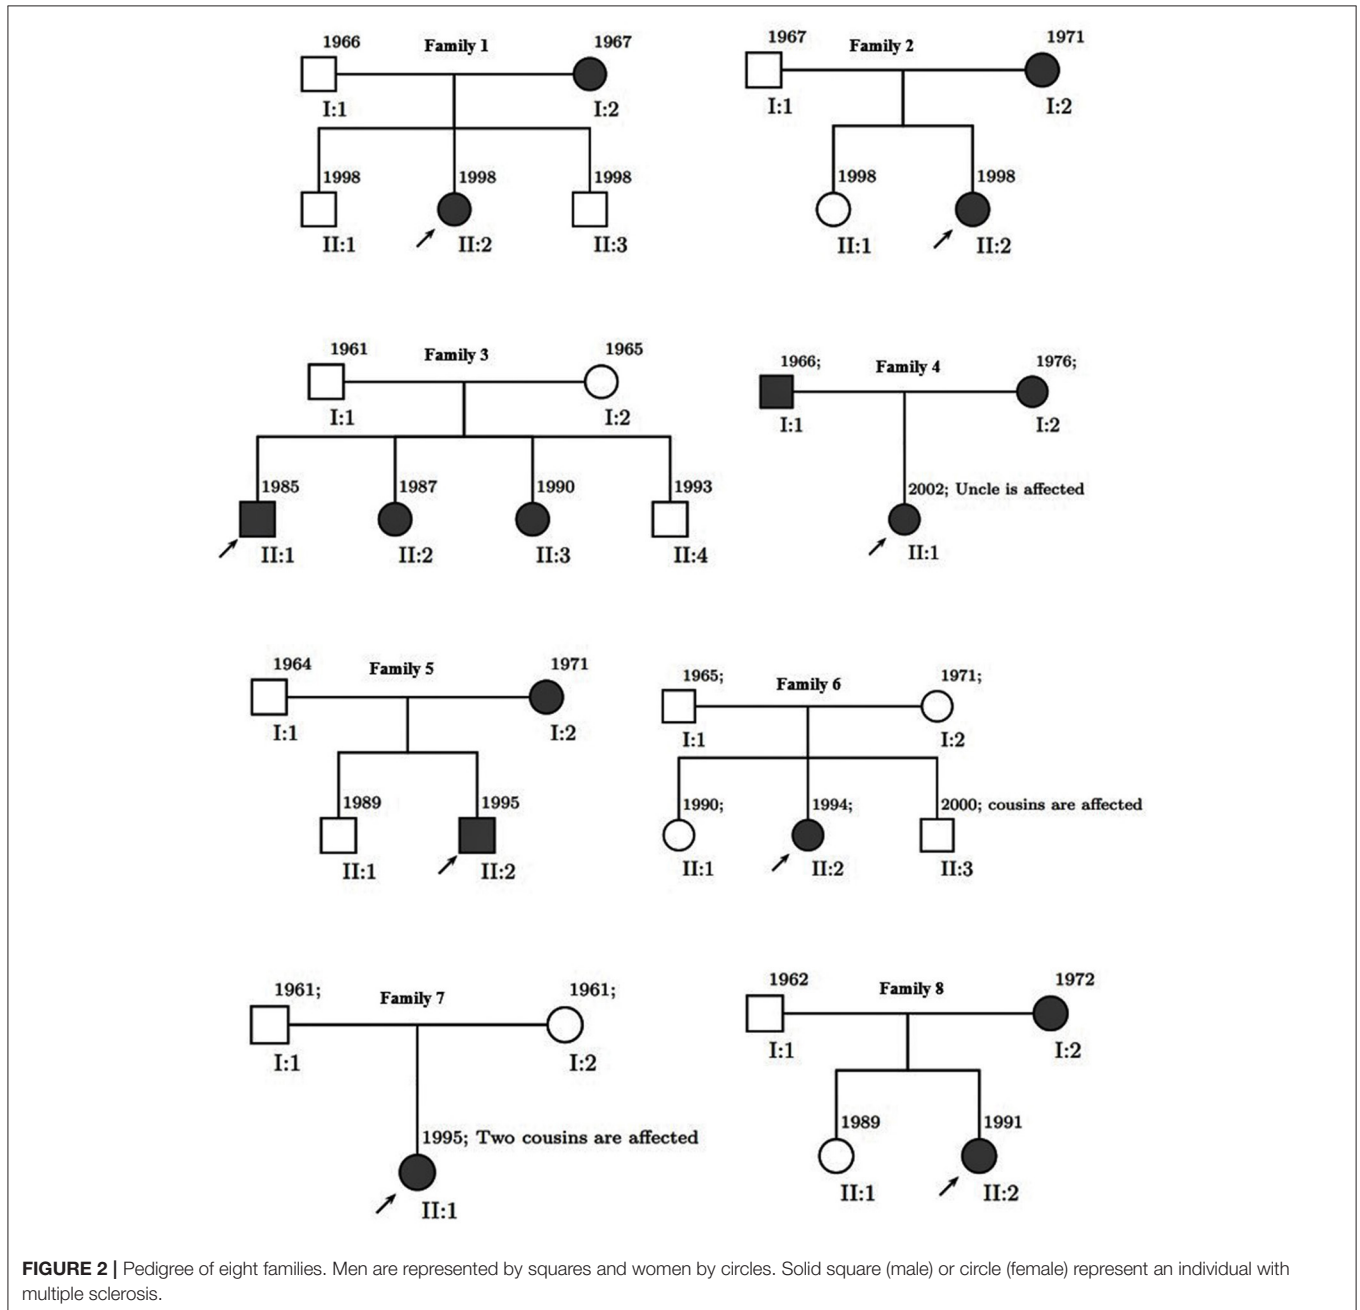 1966 Family 1 1967
I:1 I:2
1998 1998 1998
II:1 II:2 II:3
1967 Family 2 1971
I:1 I:2
1998 1998
II:1 II:2
1961 Family 3 1965
I:1 I:2
1985 1987 1990 1993
II:1 II:2 II:3 II:4
1966; Family 4 1976;
I:1 I:2
2002; Uncle is affected
II:1
1964 Family 5 1971
I:1 I:2
1989 1995
II:1 II:2
1965; Family 6 1971;
I:1 I:2
1990; 1994; 2000; cousins are affected
II:1 II:2 II:3
1961; Family 7 1961;
I:1 I:2
1995; Two cousins are affected
II:1
1962 Family 8 1972
I:1 I:2
1989 1991
II:1 II:2
FIGURE 2 | Pedigree of eight families. Men are represented by squares and women by circles. Solid square (male) or circle (female) represent an individual with
multiple sclerosis.